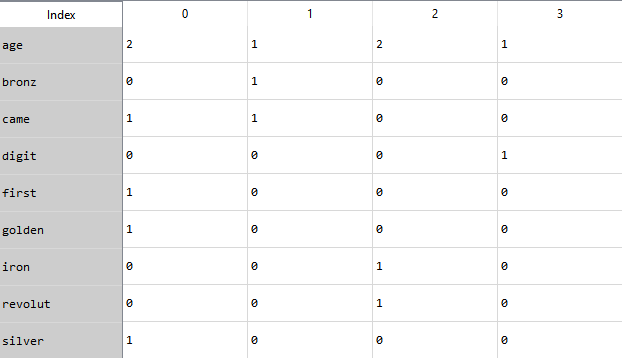 Index 0 1 2 3
age 2 1 2 1
bronz 0 1 0 0
came 1 1 0 0
digit 0 0 0 1
first 1 0 0 0
golden 1 0 0 0
iron 0 0 1 0
revolut 0 0 1 0
silver 1 0 0 0